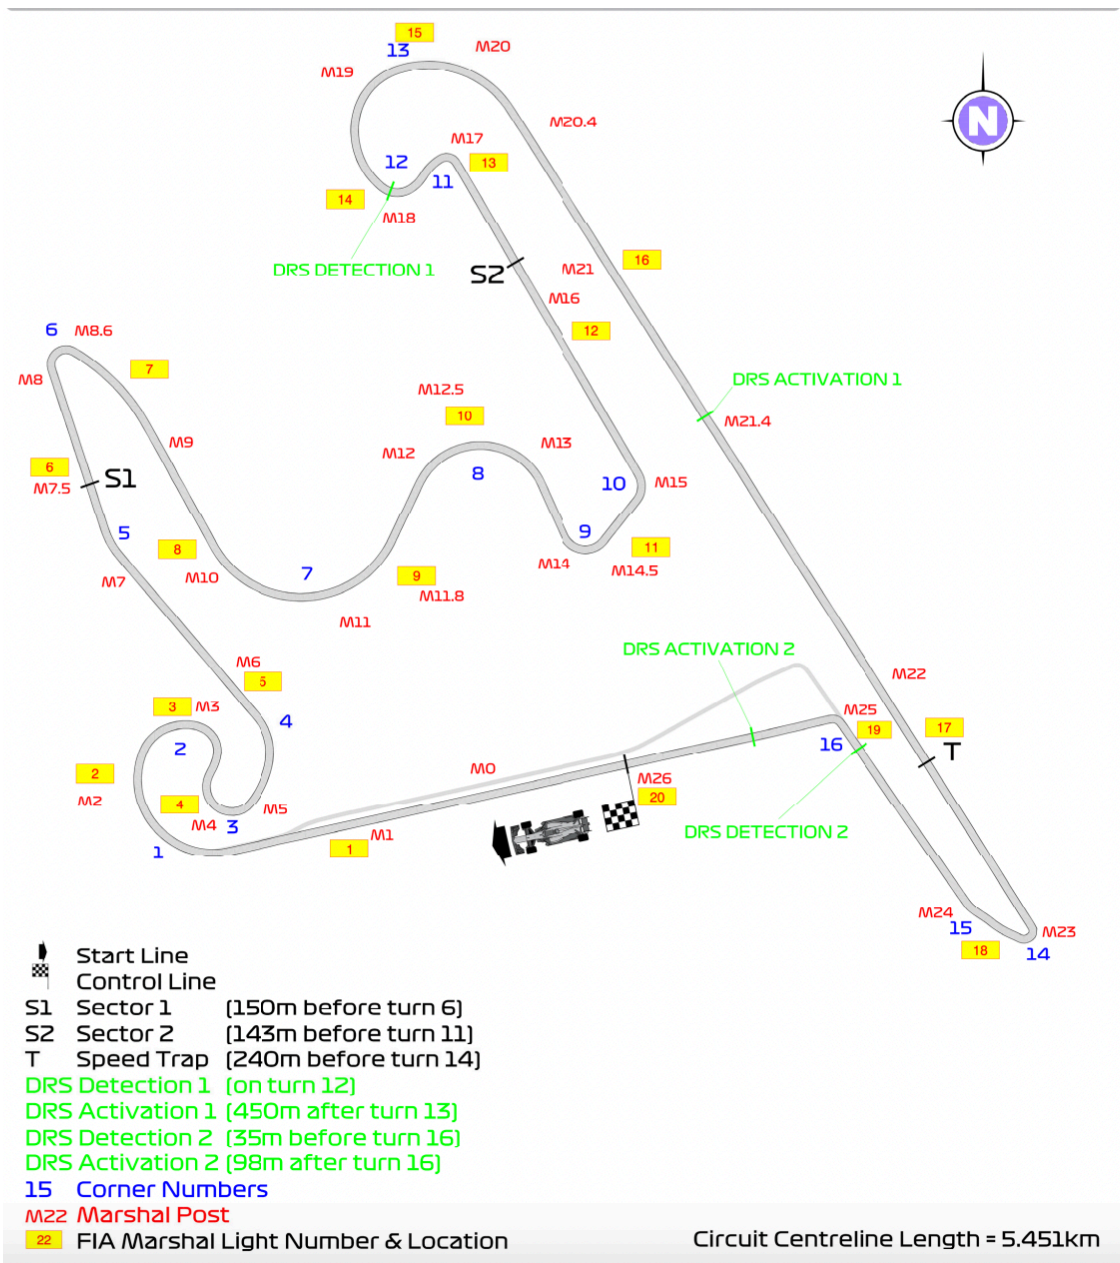 15
13
M20
M19
M20.4
N
M17
12
13
11
14
M18
DRS DETECTION 1
S2
M21
16
M16
12
6
M8.6
7
M8
DRS ACTIVATION 1
M12.5
10
M21.4
M9
M12
M13
8
6
S1
M7.5
10
M15
5
9
8
11
M14
M14.5
M7
M10
7
9
M11.8
M11
DRS ACTIVATION 2
M6
5
M22
3
M3
4
M25
2
19
17
16
T
2
M0
M26
M2
20
4
M5
M4
3
M1
DRS DETECTION 2
1
1
M24
15
M23
18
14
Start Line
Control Line
S1 Sector 1 (150m before turn 6)
S2 Sector 2 (143m before turn 11)
T Speed Trap (240m before turn 14)
DRS Detection 1 (on turn 12)
DRS Activation 1 (450m after turn 13)
DRS Detection 2 (35m before turn 16)
DRS Activation 2 (98m after turn 16)
15 Corner Numbers
M22 Marshal Post
22 FIA Marshal Light Number & Location
Circuit Centreline Length = 5.451km